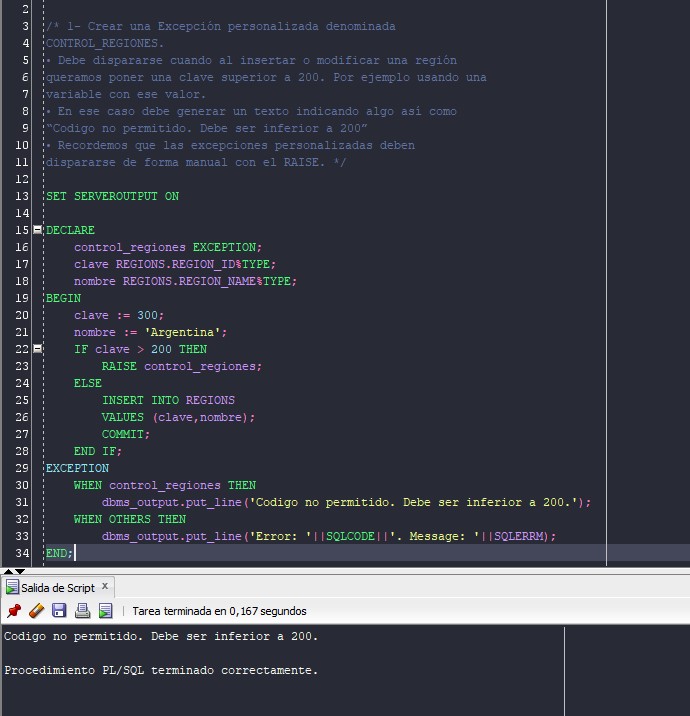 2
3 /* 1- Crear una Excepción personalizada denominada
4 CONTROL_REGIONES.
5 • Debe dispararse cuando al insertar o modificar una región
6 queramos poner una clave superior a 200. Por ejemplo usando una
7 variable con ese valor.
8 • En ese caso debe generar un texto indicando algo así como
9 “Codigo no permitido. Debe ser inferior a 200”
10 • Recordemos que las excepciones personalizadas deben
11 dispararse de forma manual con el RAISE. */
12
13 SET SERVEROUTPUT ON
14
15 DECLARE
16 control_regiones EXCEPTION;
17 clave REGIONS.REGION_ID%TYPE;
18 nombre REGIONS.REGION_NAME%TYPE;
19 BEGIN
20 clave := 300;
21 nombre := 'Argentina';
22 IF clave > 200 THEN
23 RAISE control_regiones;
24 ELSE
25 INSERT INTO REGIONS
26 VALUES (clave,nombre);
27 COMMIT;
28 END IF;
29 EXCEPTION
30 WHEN control_regiones THEN
31 dbms_output.put_line('Codigo no permitido. Debe ser inferior a 200.');
32 WHEN OTHERS THEN
33 dbms_output.put_line('Error: '||SQLCODE||'. Message: '||SQLERRM);
34 END;
Salida de Script x
Tarea terminada en 0,167 segundos
Codigo no permitido. Debe ser inferior a 200.
Procedimiento PL/SQL terminado correctamente.